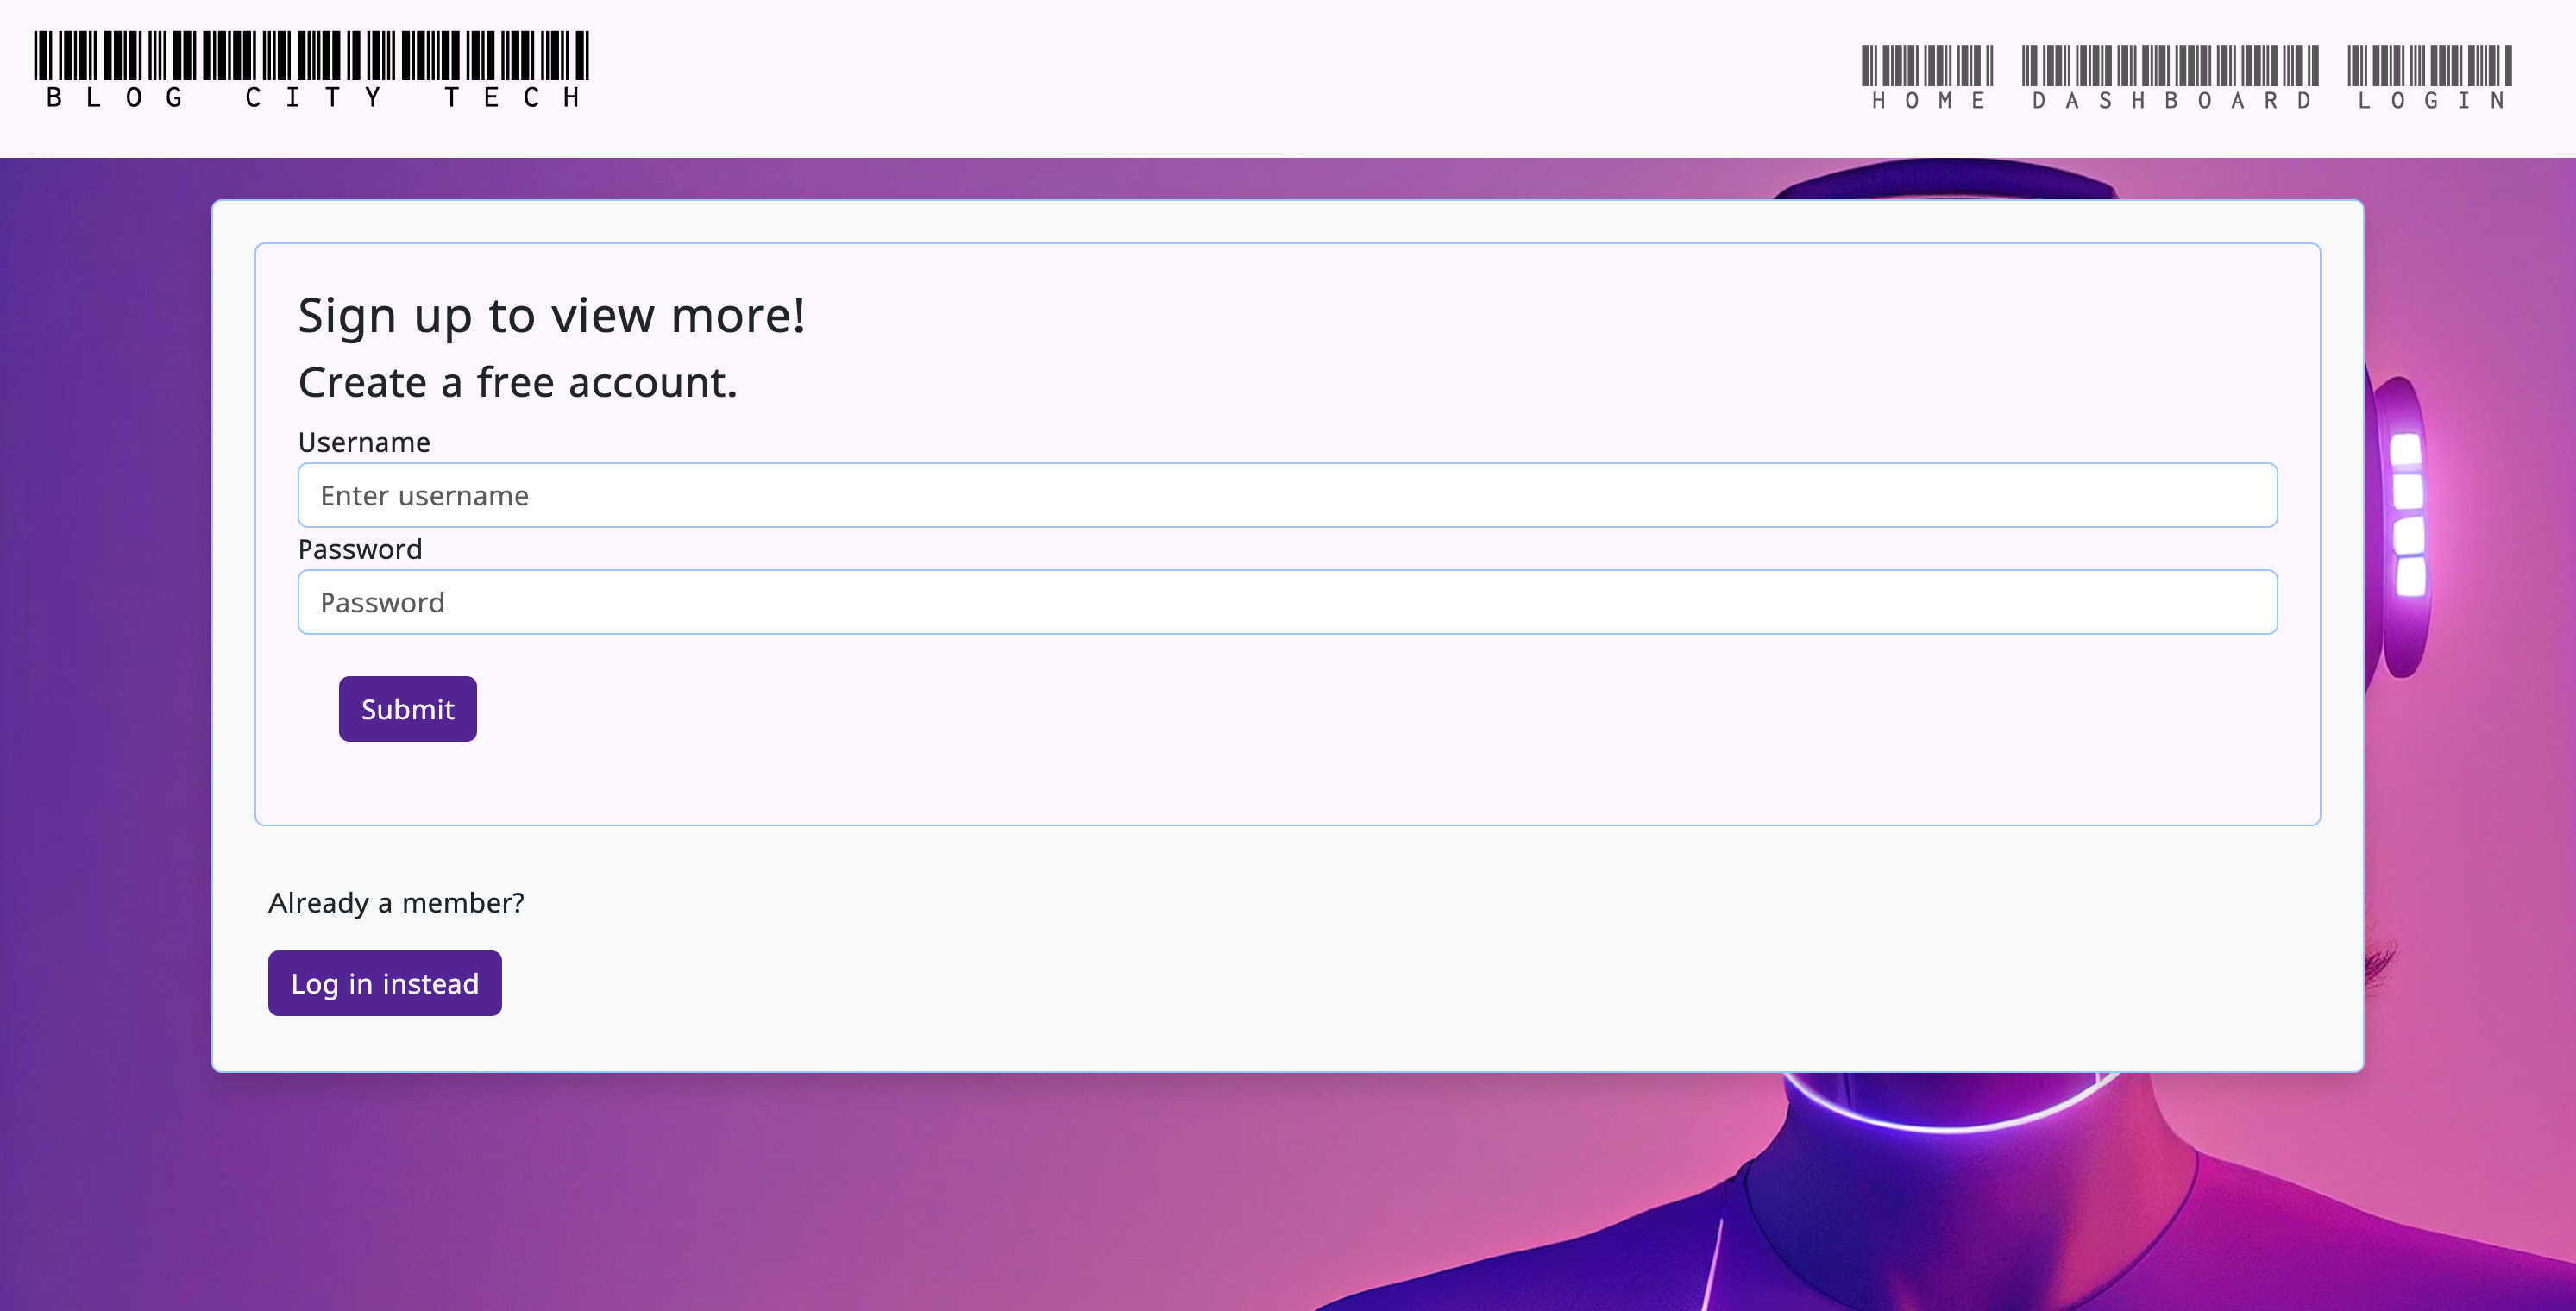 BLOG CITY TECH
HOME DASHBOARD LOGIN
Sign up to view more!
Create a free account.
Username
Enter username
Password
Password
Submit
Already a member?
Log in instead